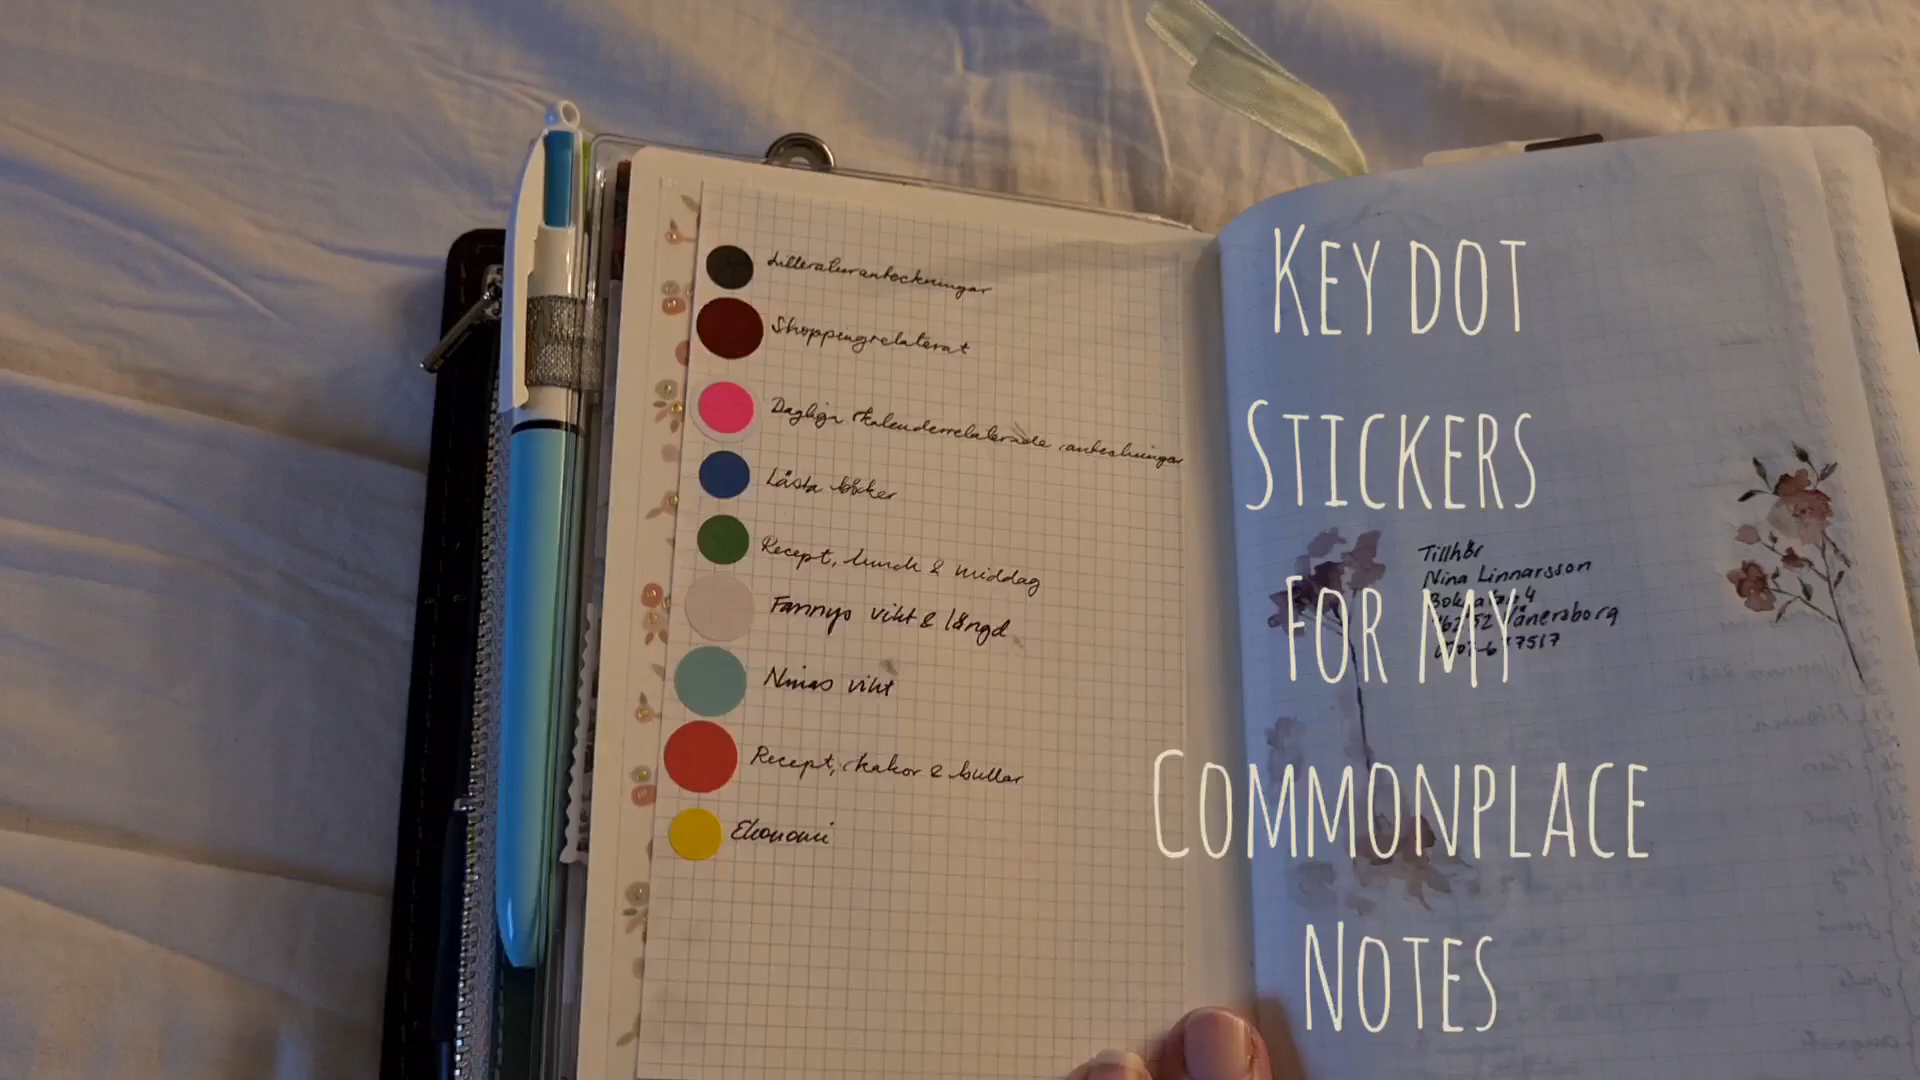 Litteraturanteckningar
Shoppingrelaterat
Dagliga kalenderrelaterade anteckningar
Lästa böcker
Recept, lunch & middag
Fannys vikt & längd
Ninas vikt
Recept, kakor & bullar
Ekonomi
KEY DOT
STICKERS
FOR MY
COMMONPLACE
NOTES
Tillhör
Nina Linnarsson